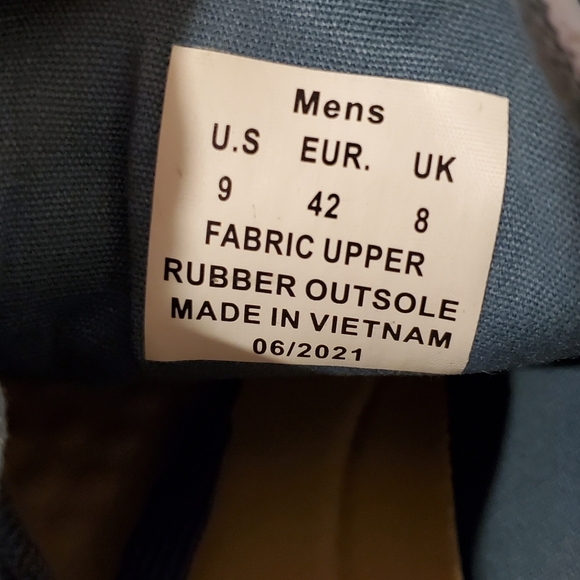 Mens
U.S EUR. UK
9 42 8
FABRIC UPPER
RUBBER OUTSOLE
MADE IN VIETNAM
06/2021